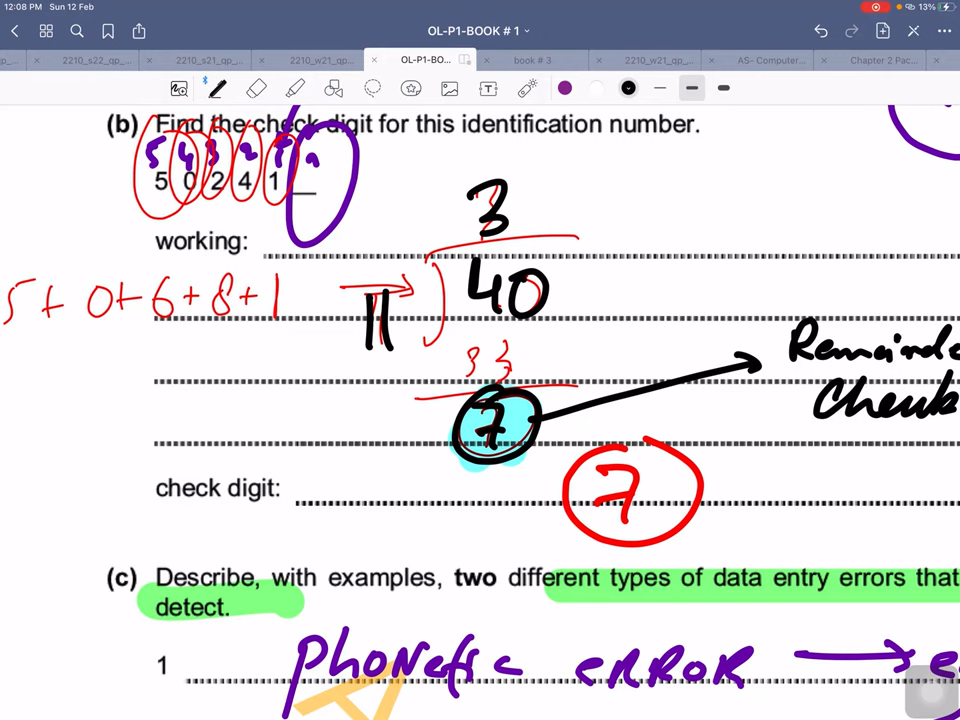 12:08 PM Sun 12 Feb 13%
OL-P1-BOOK # 1
2210_s22_qp_... 2210_s21_qp_... 2210_w21_qp... OL-P1-BO... book # 3 2210_w21_qp... AS- Computer... Chapter 2 Pac...
(b) Find the check digit for this identification number.
5 4 3 2 1
5 0 2 4 1 __
3
working:
5 + 0 + 6 + 8 + 1 → 11 ) 40
33
7
Check
check digit: 7
(c) Describe, with examples, two different types of data entry errors that
detect.
1 Phonetic ERROR →